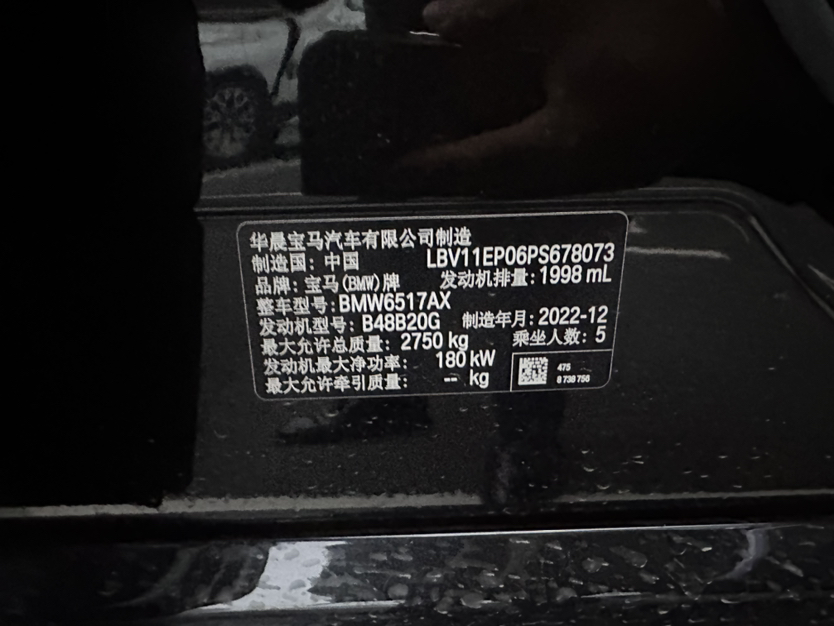 华晨宝马汽车有限公司制造
制造国：中国 LBV11EP06PS678073
品牌：宝马(BMW)牌 发动机排量：1998 mL
整车型号：BMW6517AX
发动机型号：B48B20G 制造年月：2022-12
最大允许总质量：2750 kg 乘坐人数：5
发动机最大净功率：180 kW
最大允许牵引质量：-- kg
475
8 738 756